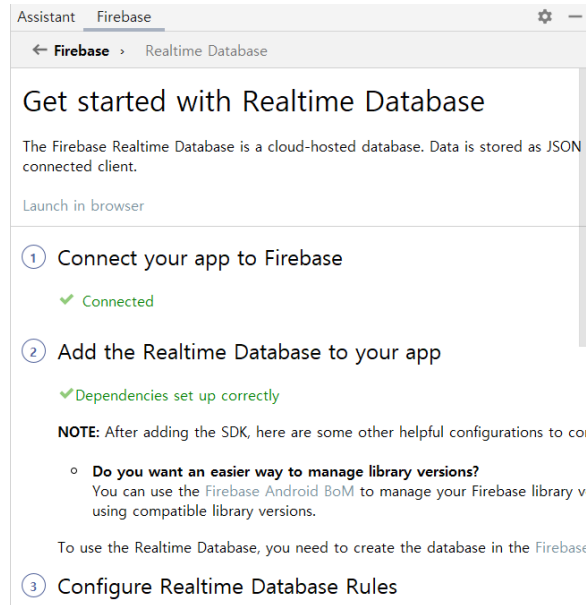 Assistant Firebase
← Firebase › Realtime Database
Get started with Realtime Database
The Firebase Realtime Database is a cloud-hosted database. Data is stored as JSON
connected client.
Launch in browser
1 Connect your app to Firebase
✔ Connected
2 Add the Realtime Database to your app
✔Dependencies set up correctly
NOTE: After adding the SDK, here are some other helpful configurations to
Do you want an easier way to manage library versions?
You can use the Firebase Android BoM to manage your Firebase library
using compatible library versions.
To use the Realtime Database, you need to create the database in the Firebase
3 Configure Realtime Database Rules